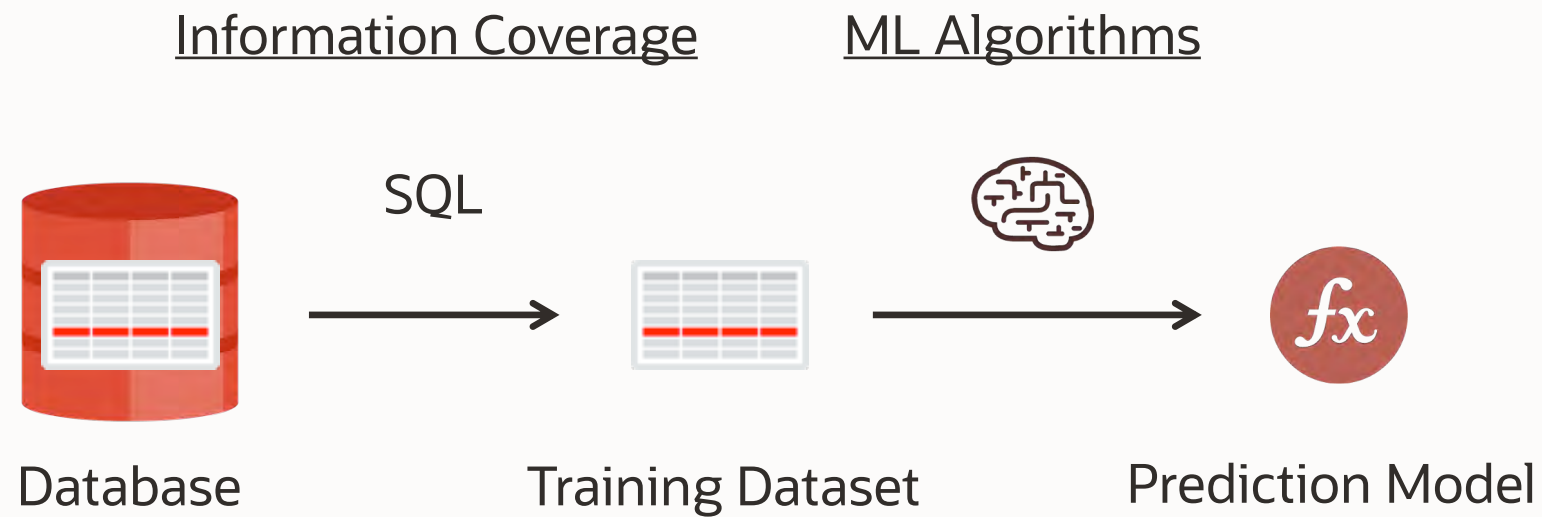 Information Coverage
ML Algorithms
SQL
fx
Database
Training Dataset
Prediction Model